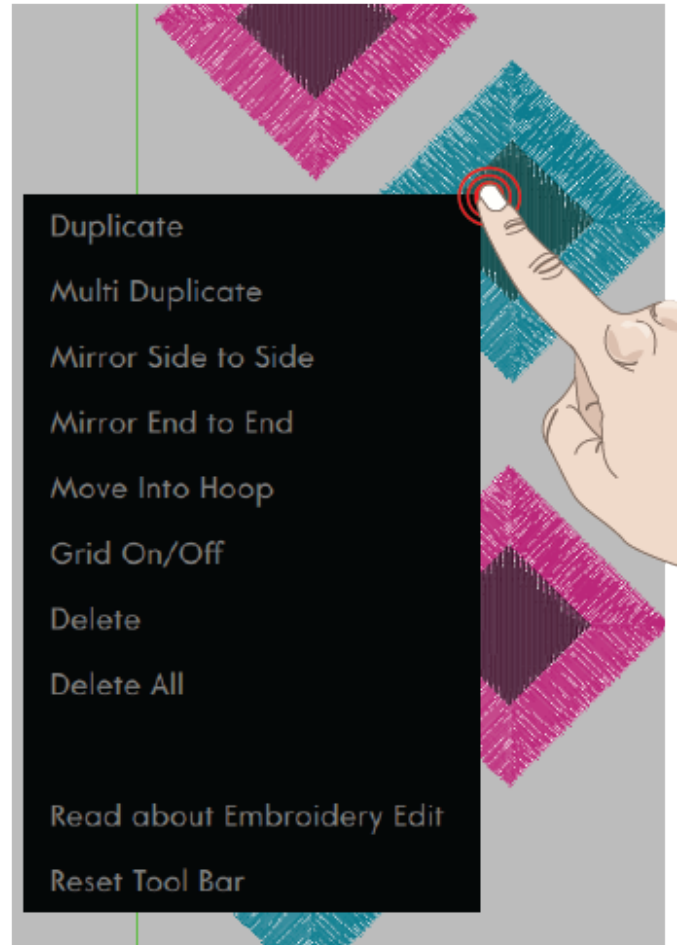 Duplicate
Multi Duplicate
Mirror Side to Side
Mirror End to End
Move Into Hoop
Grid On/Off
Delete
Delete All
Read about Embroidery Edit
Reset Tool Bar